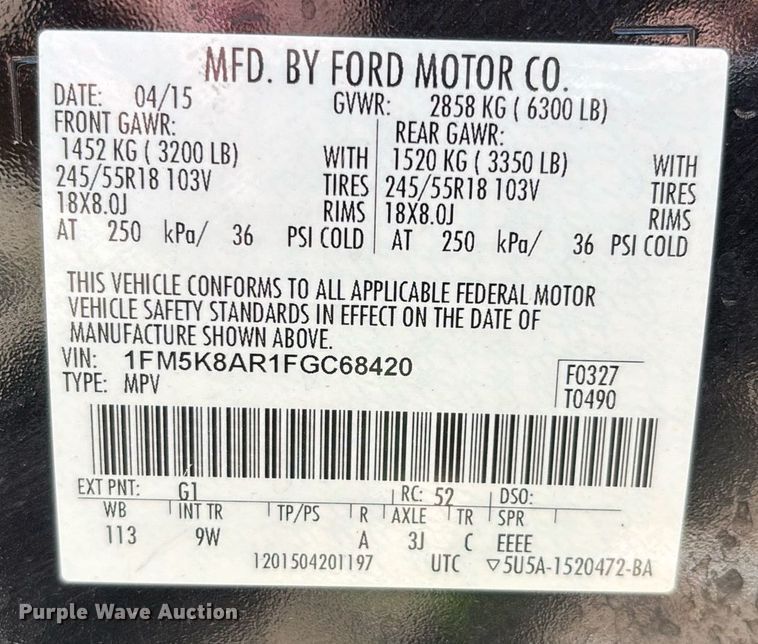 MFD. BY FORD MOTOR CO.
DATE: 04/15 GVWR: 2858 KG ( 6300 LB)
FRONT GAWR: REAR GAWR:
1452 KG ( 3200 LB) WITH 1520 KG ( 3350 LB) WITH
245/55R18 103V TIRES 245/55R18 103V TIRES
18X8.0J RIMS 18X8.0J RIMS
AT 250 kPa/ 36 PSI COLD AT 250 kPa/ 36 PSI COLD
THIS VEHICLE CONFORMS TO ALL APPLICABLE FEDERAL MOTOR
VEHICLE SAFETY STANDARDS IN EFFECT ON THE DATE OF
MANUFACTURE SHOWN ABOVE.
VIN: 1FM5K8AR1FGC68420
TYPE: MPV
F0327
T0490
EXT PNT: G1 RC: 52 DSO:
WB INT TR TP/PS R AXLE TR SPR
113 9W A 3J C EEEE
1201504201197 UTC ▽5U5A-1520472-BA
Purple Wave Auction